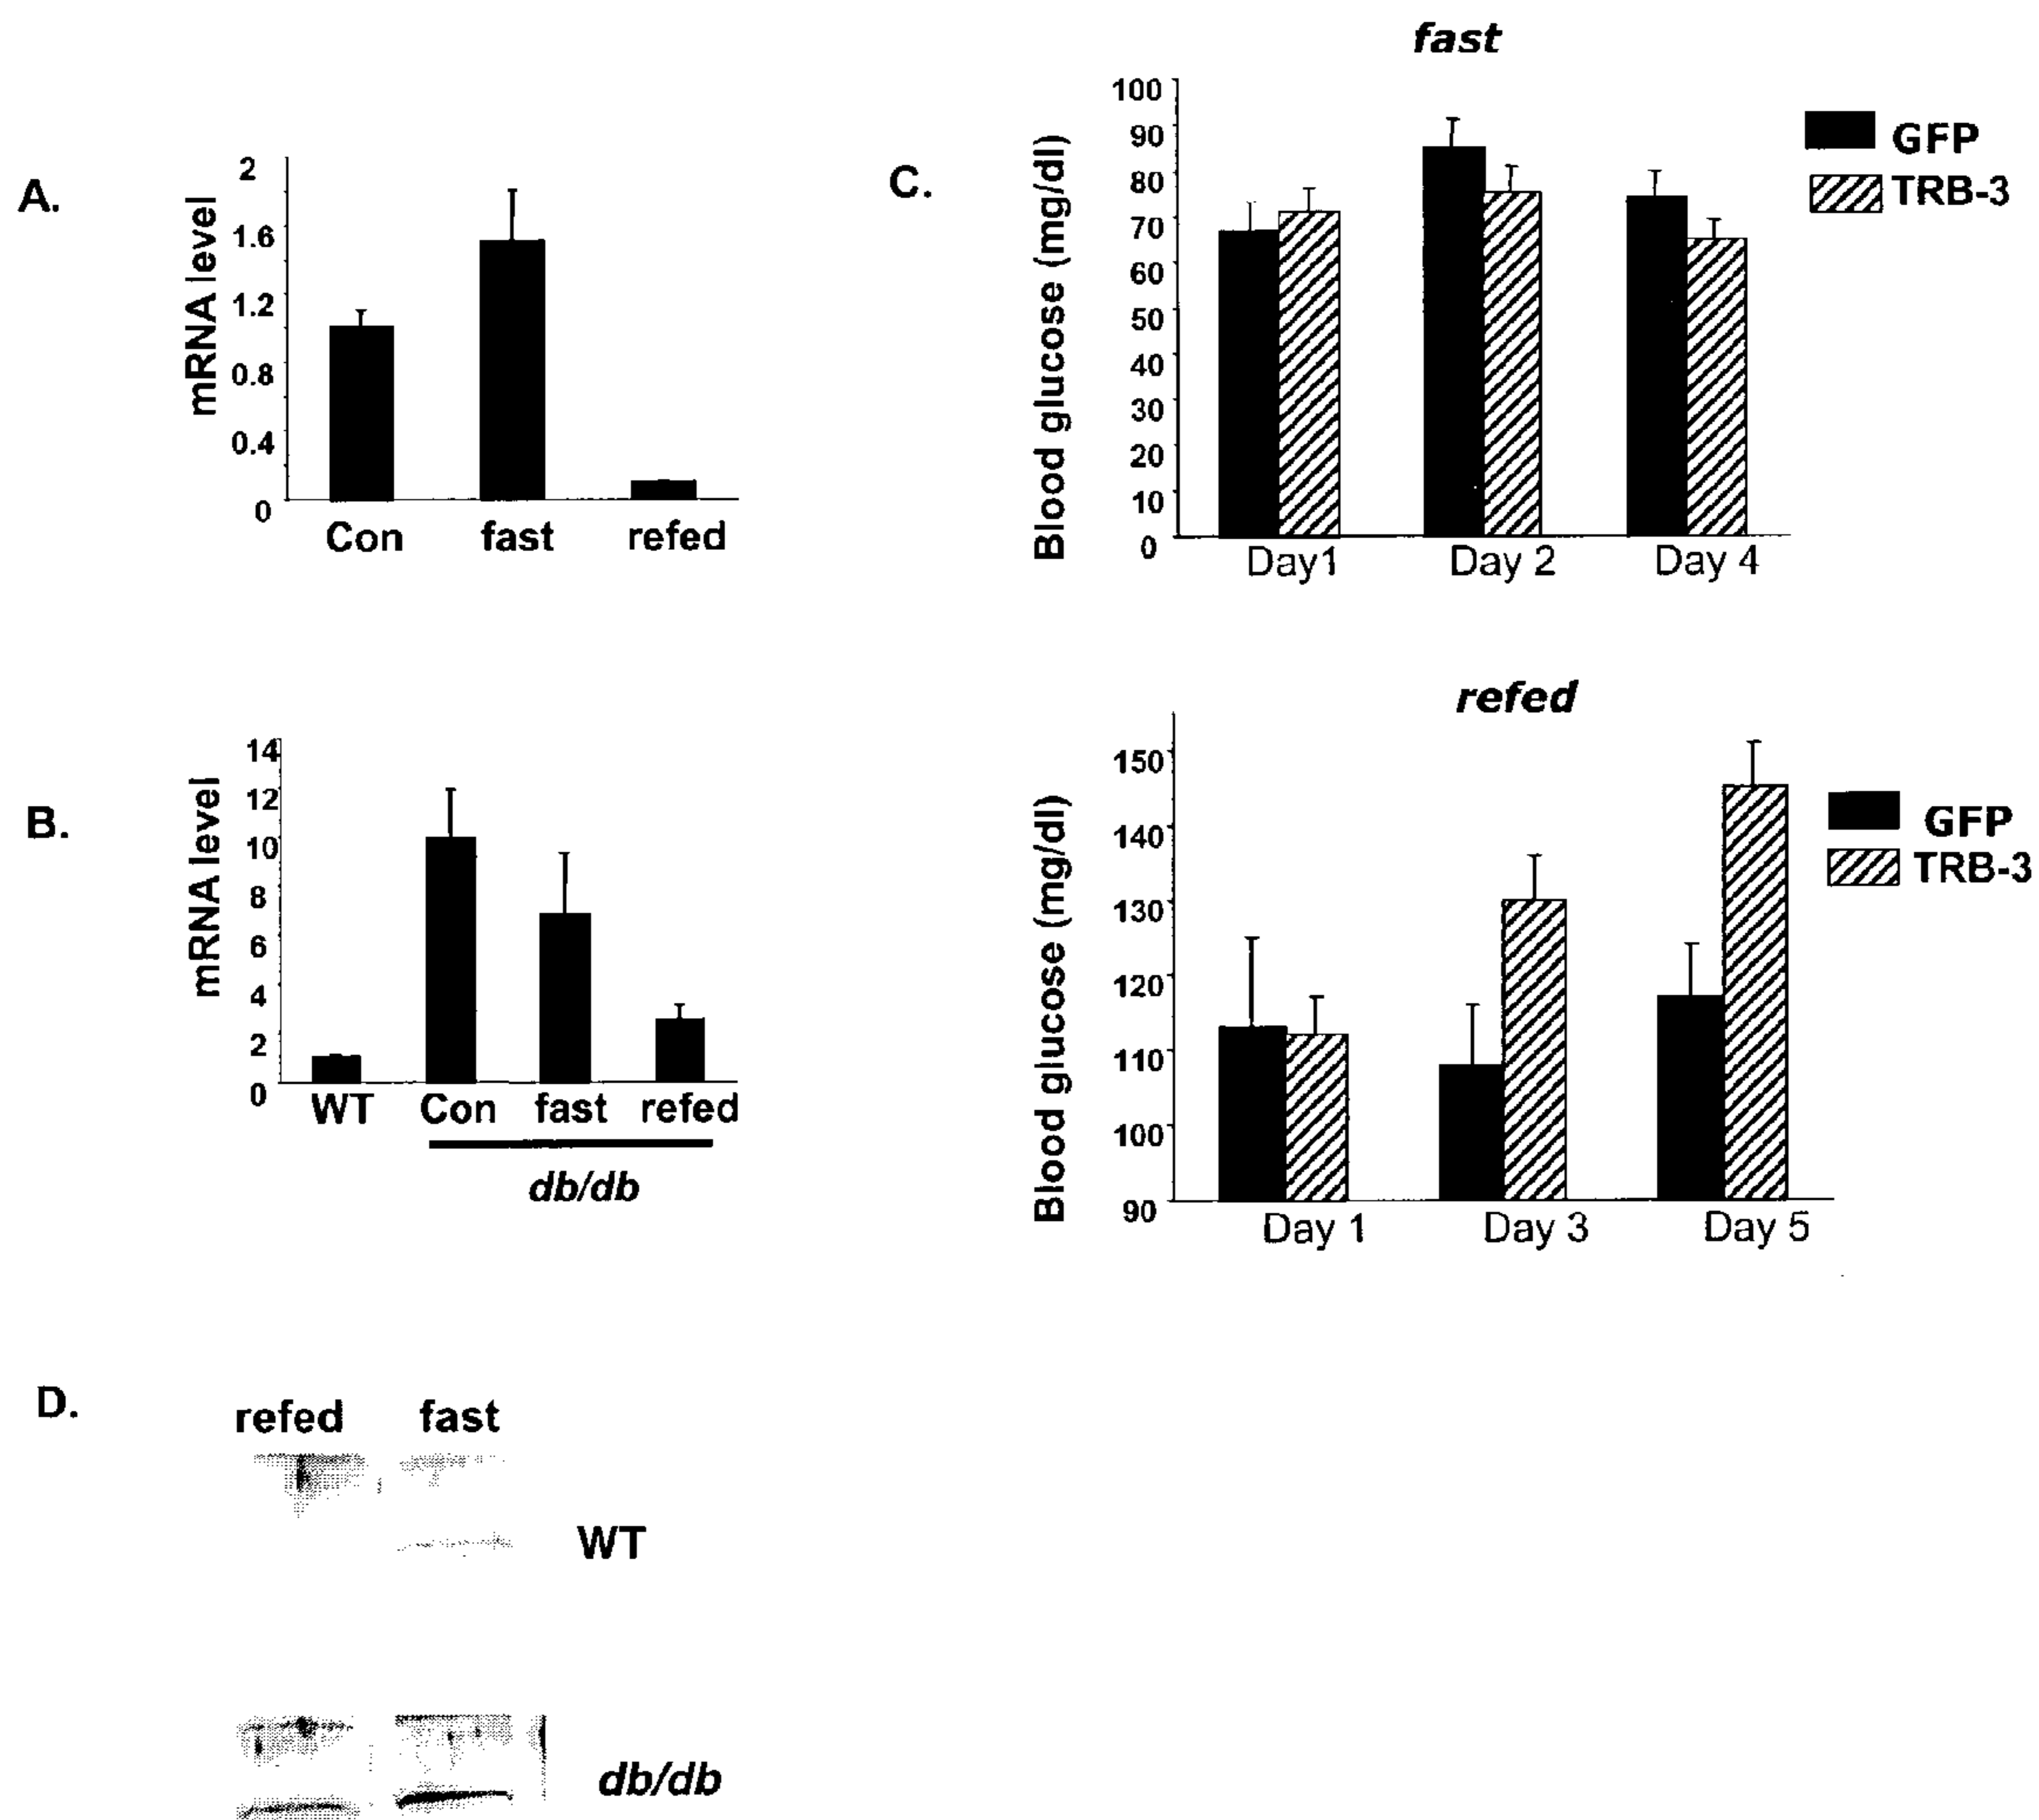 A.
mRNA level
2
1.6
1.2
0.8
0.4
0
Con fast refed
B.
mRNA level
14
12
10
8
6
4
2
0
WT Con fast refed
db/db
C.
fast
Blood glucose (mg/dl)
100
90
80
70
60
50
40
30
20
10
0
Day1 Day 2 Day 4
GFP
TRB-3
refed
Blood glucose (mg/dl)
150
140
130
120
110
100
90
Day 1 Day 3 Day 5
GFP
TRB-3
D.
refed fast
WT
db/db